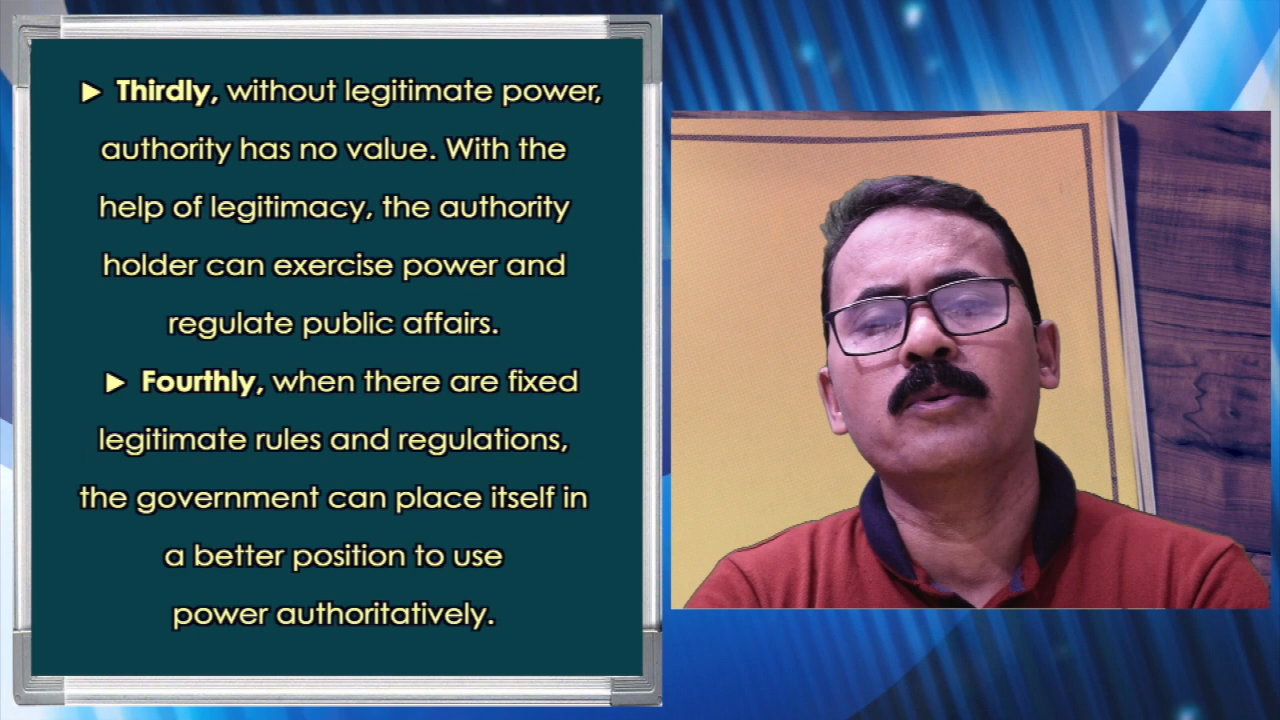 ► Thirdly, without legitimate power,
authority has no value. With the
help of legitimacy, the authority
holder can exercise power and
regulate public affairs.
► Fourthly, when there are fixed
legitimate rules and regulations,
the government can place itself in
a better position to use
power authoritatively.